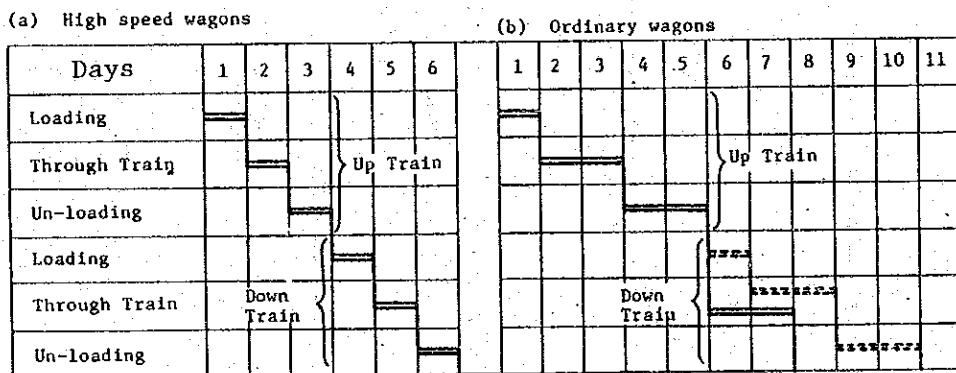 (a) High speed wagons
(b) Ordinary wagons
Days 1 2 3 4 5 6 1 2 3 4 5 6 7 8 9 10 11
Loading
Through Train Up Train Up Train
Un-loading
Loading
Through Train Down Train Down Train
Un-loading